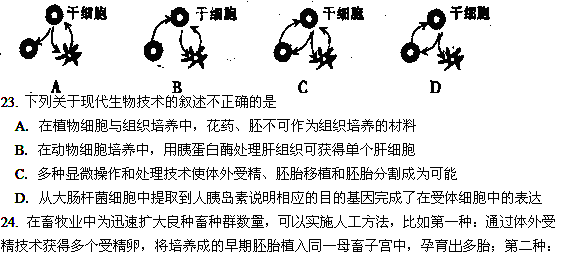 干细胞 干细胞 干细胞 干细胞
A B C D
23. 下列关于现代生物技术的叙述不正确的是
A. 在植物细胞与组织培养中，花药、胚不可作为组织培养的材料
B. 在动物细胞培养中，用胰蛋白酶处理肝组织可获得单个肝细胞
C. 多种显微操作和处理技术使体外受精、胚胎移植和胚胎分割成为可能
D. 从大肠杆菌细胞中提取到人胰岛素说明相应的目的基因完成了在受体细胞中的表达
24. 在畜牧业中为迅速扩大良种畜种群数量，可以实施人工方法，比如第一种：通过体外受
精技术获得多个受精卵，将培养成的早期胚胎植入同一母畜子宫中，孕育出多胎；第二种：